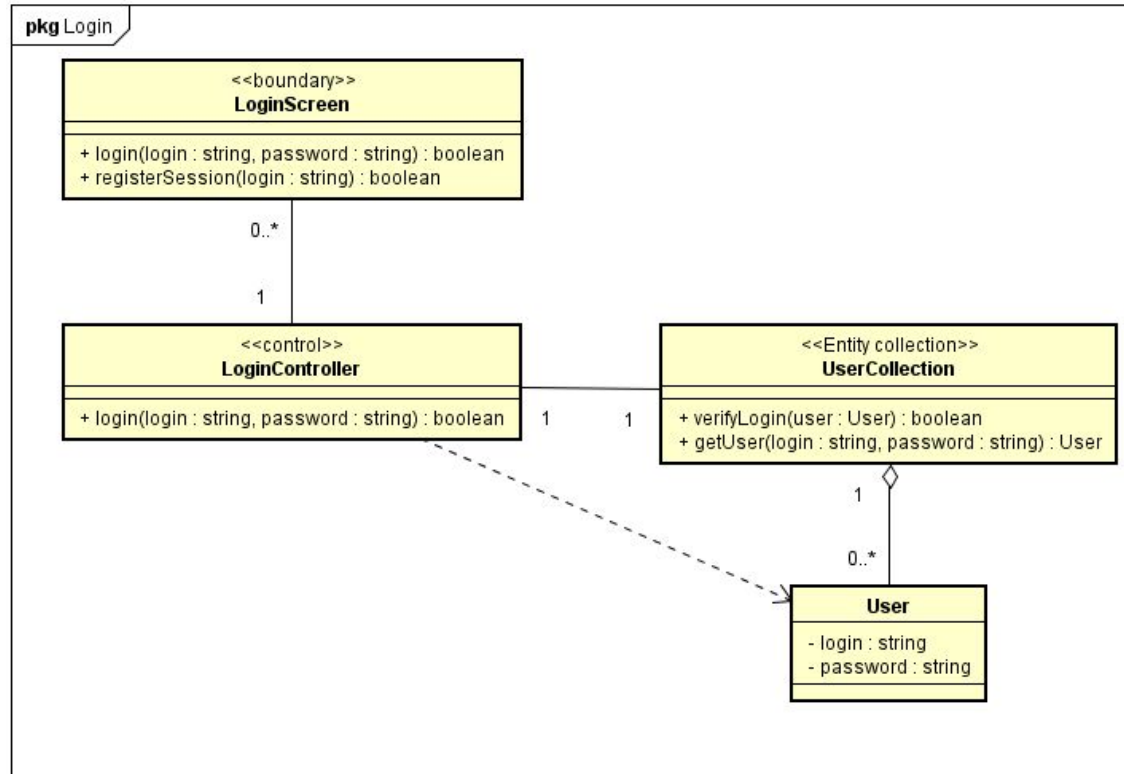 pkg Login
<<boundary>>
LoginScreen
+ login(login : string, password : string) : boolean
+ registerSession(login : string) : boolean
0..*
1
<<control>>
LoginController
+ login(login : string, password : string) : boolean
1
1
<<Entity collection>>
UserCollection
+ verifyLogin(user : User) : boolean
+ getUser(login : string, password : string) : User
1
0..*
User
- login : string
- password : string